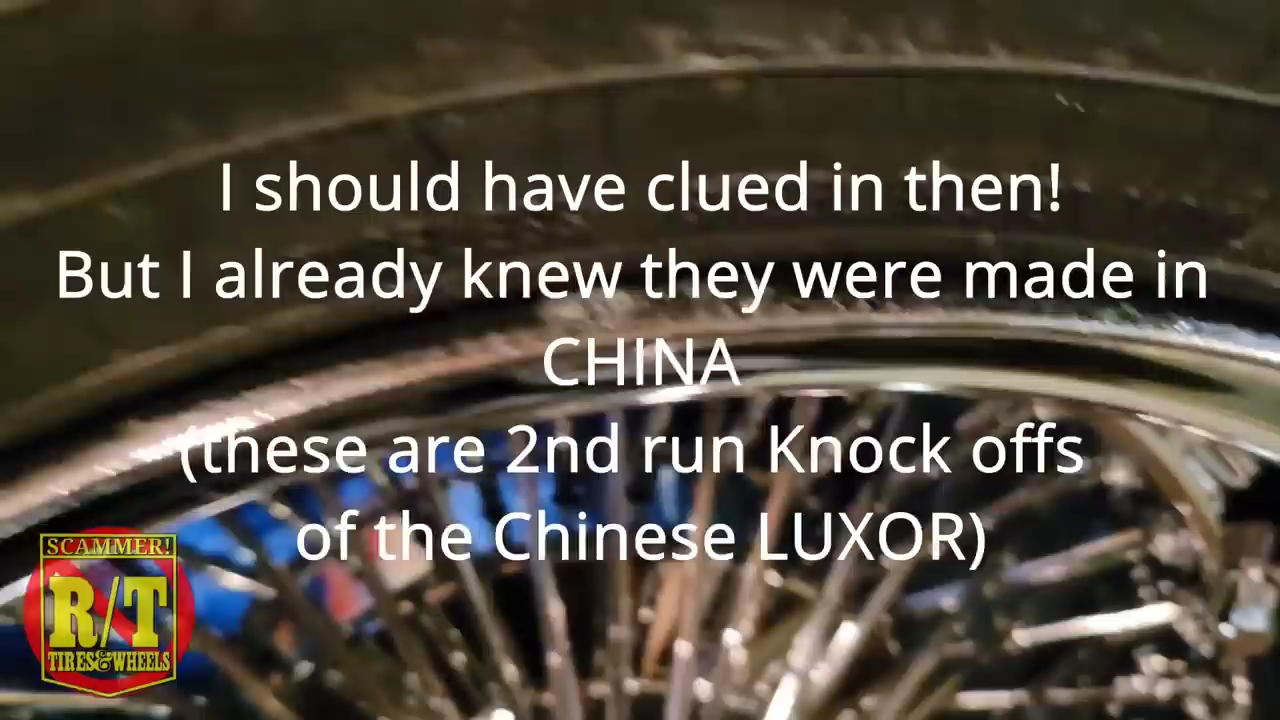 I should have clued in then!
But I already knew they were made in
CHINA
(these are 2nd run Knock offs
of the Chinese LUXOR)
SCAMMER!
R/T
TIRES&WHEELS